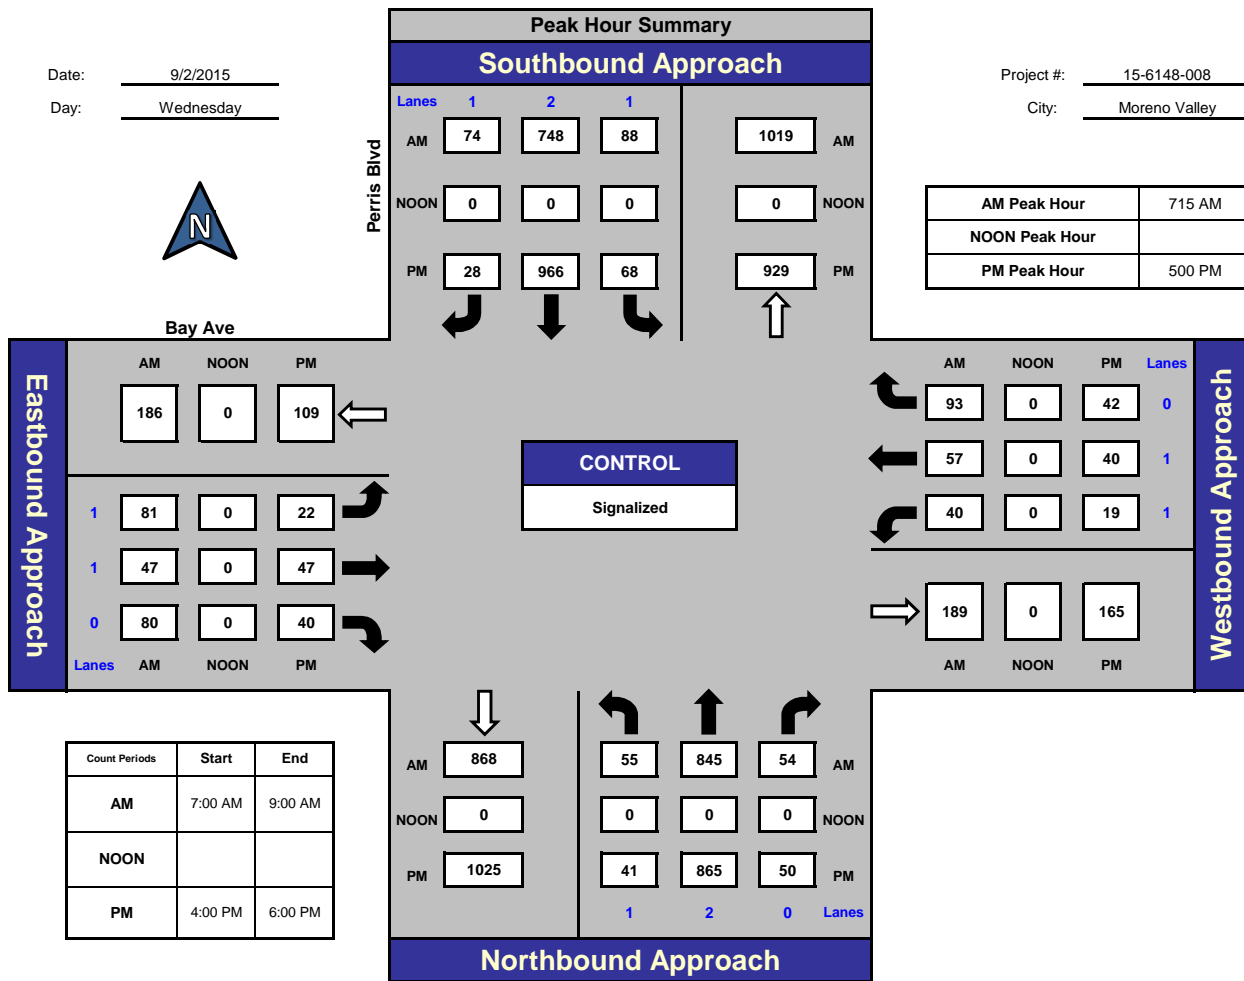 Peak Hour Summary
Southbound Approach
Date: 9/2/2015
Day: Wednesday
Project #: 15-6148-008
City: Moreno Valley
N
Perris Blvd
Lanes 1 2 1
AM 74 748 88 1019 AM
NOON 0 0 0 0 NOON
PM 28 966 68 929 PM
AM Peak Hour 715 AM
NOON Peak Hour
PM Peak Hour 500 PM
Bay Ave
Eastbound Approach
AM NOON PM
186 0 109
1 81 0 22
1 47 0 47
0 80 0 40
Lanes AM NOON PM
CONTROL
Signalized
AM NOON PM Lanes
93 0 42 0
57 0 40 1
40 0 19 1
189 0 165
AM NOON PM
Westbound Approach
Count Periods Start End
AM 7:00 AM 9:00 AM
NOON
PM 4:00 PM 6:00 PM
AM 868 55 845 54 AM
NOON 0 0 0 0 NOON
PM 1025 41 865 50 PM
1 2 0 Lanes
Northbound Approach